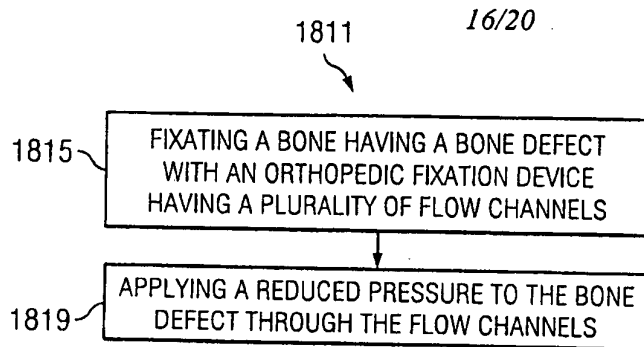 16/20
1811
1815
FIXATING A BONE HAVING A BONE DEFECT
WITH AN ORTHOPEDIC FIXATION DEVICE
HAVING A PLURALITY OF FLOW CHANNELS
1819
APPLYING A REDUCED PRESSURE TO THE BONE
DEFECT THROUGH THE FLOW CHANNELS